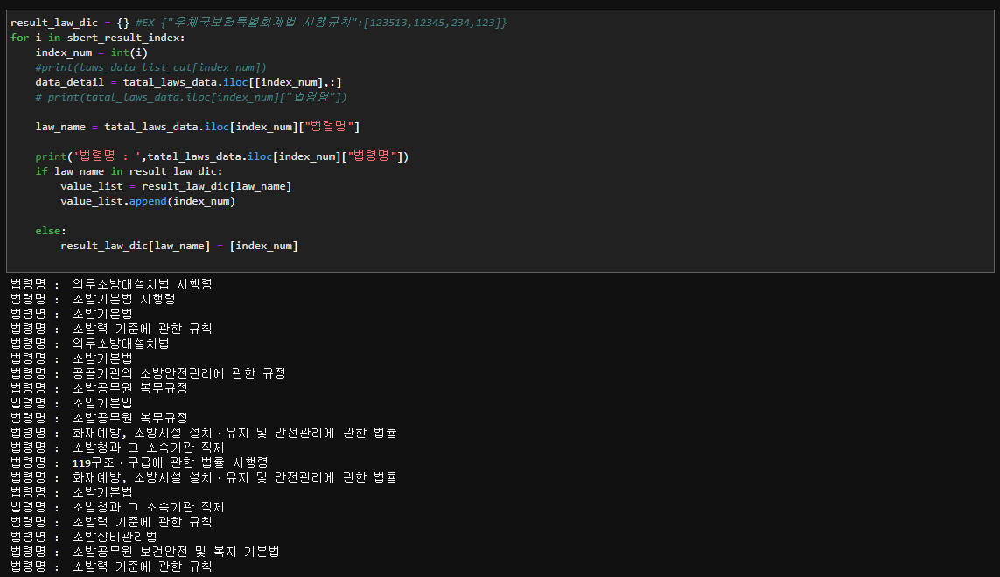 result_law_dic = {} #EX {"우체국보험특별회계법 시행규칙":[123513,12345,234,123]}
for i in sbert_result_index:
    index_num = int(i)
    #print(laws_data_list_cut[index_num])
    data_detail = tatal_laws_data.iloc[[index_num],:]
    # print(tatal_laws_data.iloc[index_num]["법령명"])
    law_name = tatal_laws_data.iloc[index_num]["법령명"]
    print('법령명 : ',tatal_laws_data.iloc[index_num]["법령명"])
    if law_name in result_law_dic:
        value_list = result_law_dic[law_name]
        value_list.append(index_num)
    else:
        result_law_dic[law_name] = [index_num]
법령명 :  의무소방대설치법 시행령
법령명 :  소방기본법 시행령
법령명 :  소방기본법
법령명 :  소방력 기준에 관한 규칙
법령명 :  의무소방대설치법
법령명 :  소방기본법
법령명 :  공공기관의 소방안전관리에 관한 규정
법령명 :  소방공무원 복무규정
법령명 :  소방기본법
법령명 :  소방공무원 복무규정
법령명 :  화재예방, 소방시설 설치ㆍ유지 및 안전관리에 관한 법률
법령명 :  소방청과 그 소속기관 직제
법령명 :  119구조ㆍ구급에 관한 법률 시행령
법령명 :  화재예방, 소방시설 설치ㆍ유지 및 안전관리에 관한 법률
법령명 :  소방기본법
법령명 :  소방청과 그 소속기관 직제
법령명 :  소방력 기준에 관한 규칙
법령명 :  소방장비관리법
법령명 :  소방공무원 보건안전 및 복지 기본법
법령명 :  소방력 기준에 관한 규칙